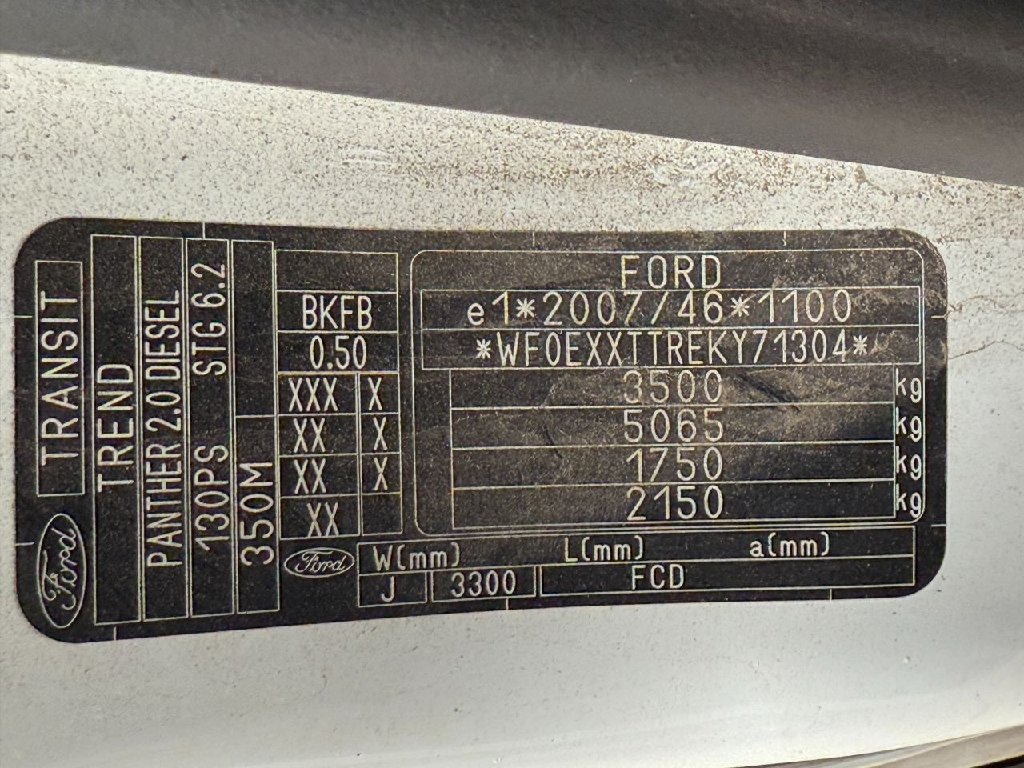 Ford
TRANSIT
TREND
PANTHER 2.0 DIESEL
130PS STG 6.2
350M
BKFB
0.50
XXX X
XX X
XX X
XX
Ford
FORD
e1*2007/46*1100
*WF0EXXTTREKY71304*
3500 kg
5065 kg
1750 kg
2150 kg
W(mm) L(mm) a(mm)
J 3300 FCD